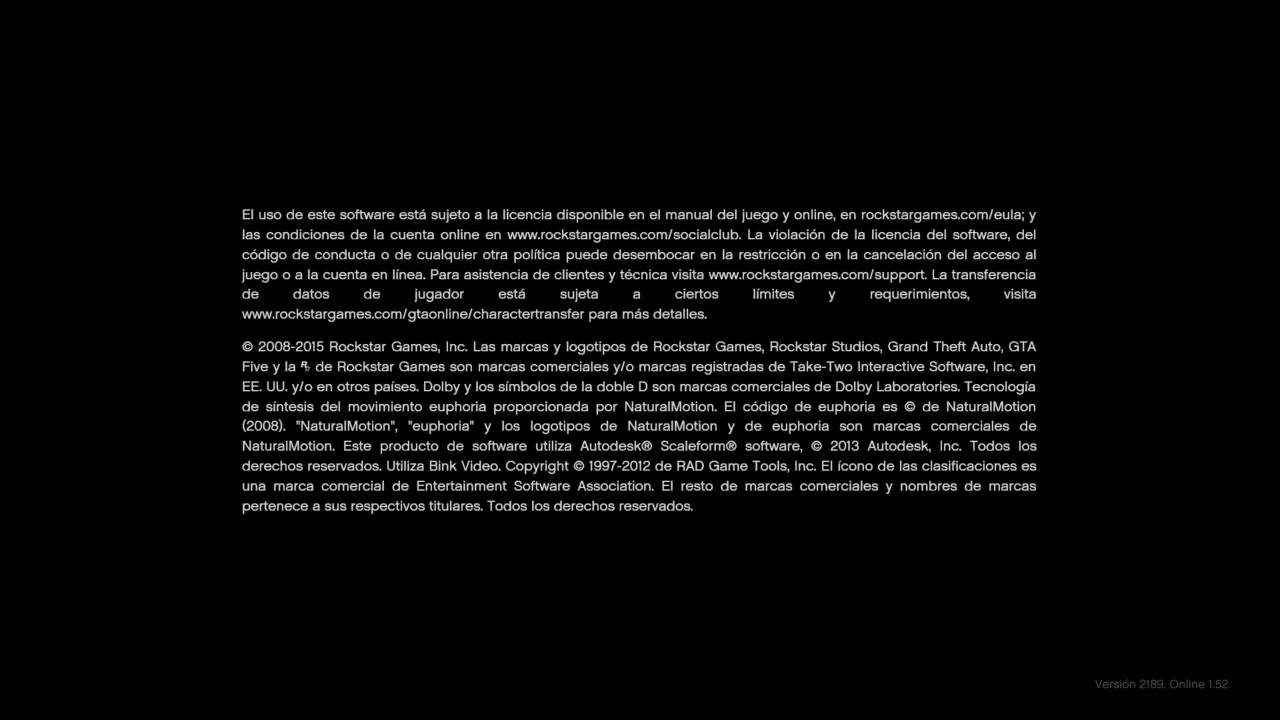 El uso de este software está sujeto a la licencia disponible en el manual del juego y online, en rockstargames.com/eula; y
las condiciones de la cuenta online en www.rockstargames.com/socialclub. La violación de la licencia del software, del
código de conducta o de cualquier otra política puede desembocar en la restricción o en la cancelación del acceso al
juego o a la cuenta en línea. Para asistencia de clientes y técnica visita www.rockstargames.com/support. La transferencia
de datos de jugador está sujeta a ciertos límites y requerimientos, visita
www.rockstargames.com/gtaonline/charactertransfer para más detalles.
© 2008-2015 Rockstar Games, Inc. Las marcas y logotipos de Rockstar Games, Rockstar Studios, Grand Theft Auto, GTA
Five y la R* de Rockstar Games son marcas comerciales y/o marcas registradas de Take-Two Interactive Software, Inc. en
EE. UU. y/o en otros países. Dolby y los símbolos de la doble D son marcas comerciales de Dolby Laboratories. Tecnología
de síntesis del movimiento euphoria proporcionada por NaturalMotion. El código de euphoria es © de NaturalMotion
(2008). "NaturalMotion", "euphoria" y los logotipos de NaturalMotion y de euphoria son marcas comerciales de
NaturalMotion. Este producto de software utiliza Autodesk® Scaleform® software, © 2013 Autodesk, Inc. Todos los
derechos reservados. Utiliza Bink Video. Copyright © 1997-2012 de RAD Game Tools, Inc. El ícono de las clasificaciones es
una marca comercial de Entertainment Software Association. El resto de marcas comerciales y nombres de marcas
pertenece a sus respectivos titulares. Todos los derechos reservados.
Versión 2189. Online 1.52.